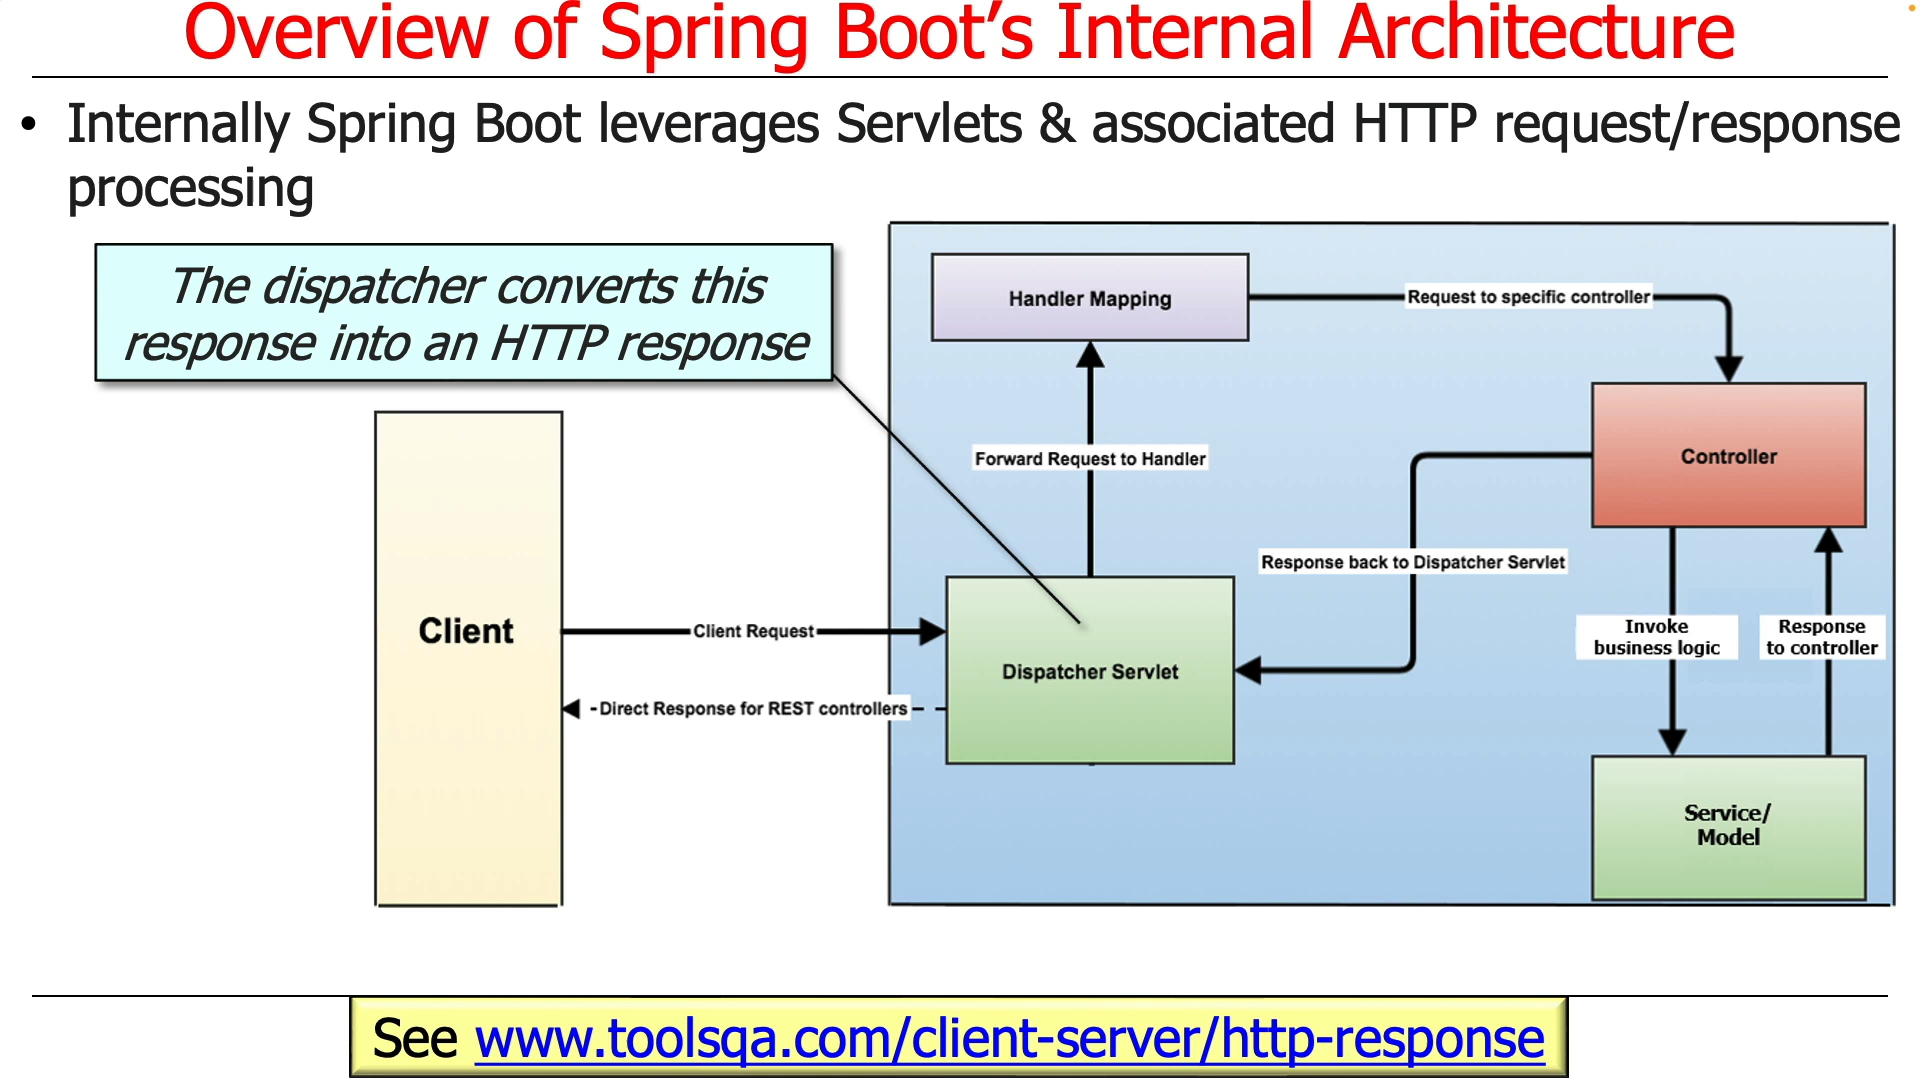 Overview of Spring Boot’s Internal Architecture
• Internally Spring Boot leverages Servlets & associated HTTP request/response
processing
The dispatcher converts this
response into an HTTP response
Handler Mapping
Request to specific controller
Controller
Forward Request to Handler
Response back to Dispatcher Servlet
Client
Client Request
Invoke
business logic
Response
to controller
Dispatcher Servlet
Direct Response for REST controllers
Service/
Model
See www.toolsqa.com/client-server/http-response